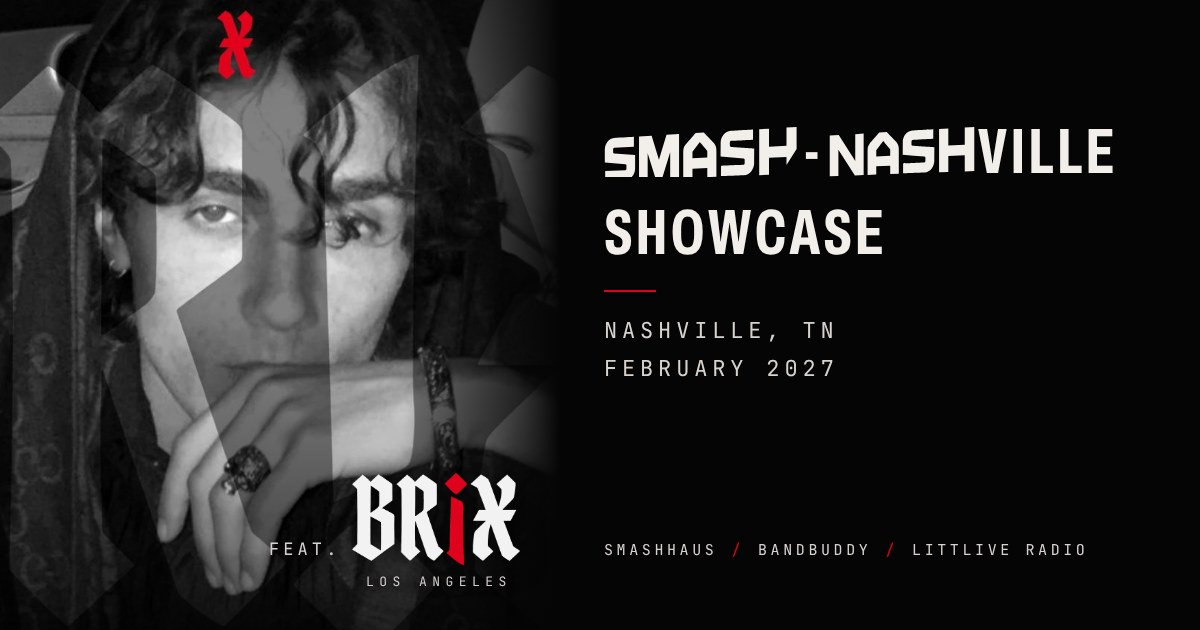 X
FEAT. BRiX
LOS ANGELES
SMASH-NASHVILLE
SHOWCASE
NASHVILLE, TN
FEBRUARY 2027
SMASHHAUS / BANDBUDDY / LITTLIVE RADIO